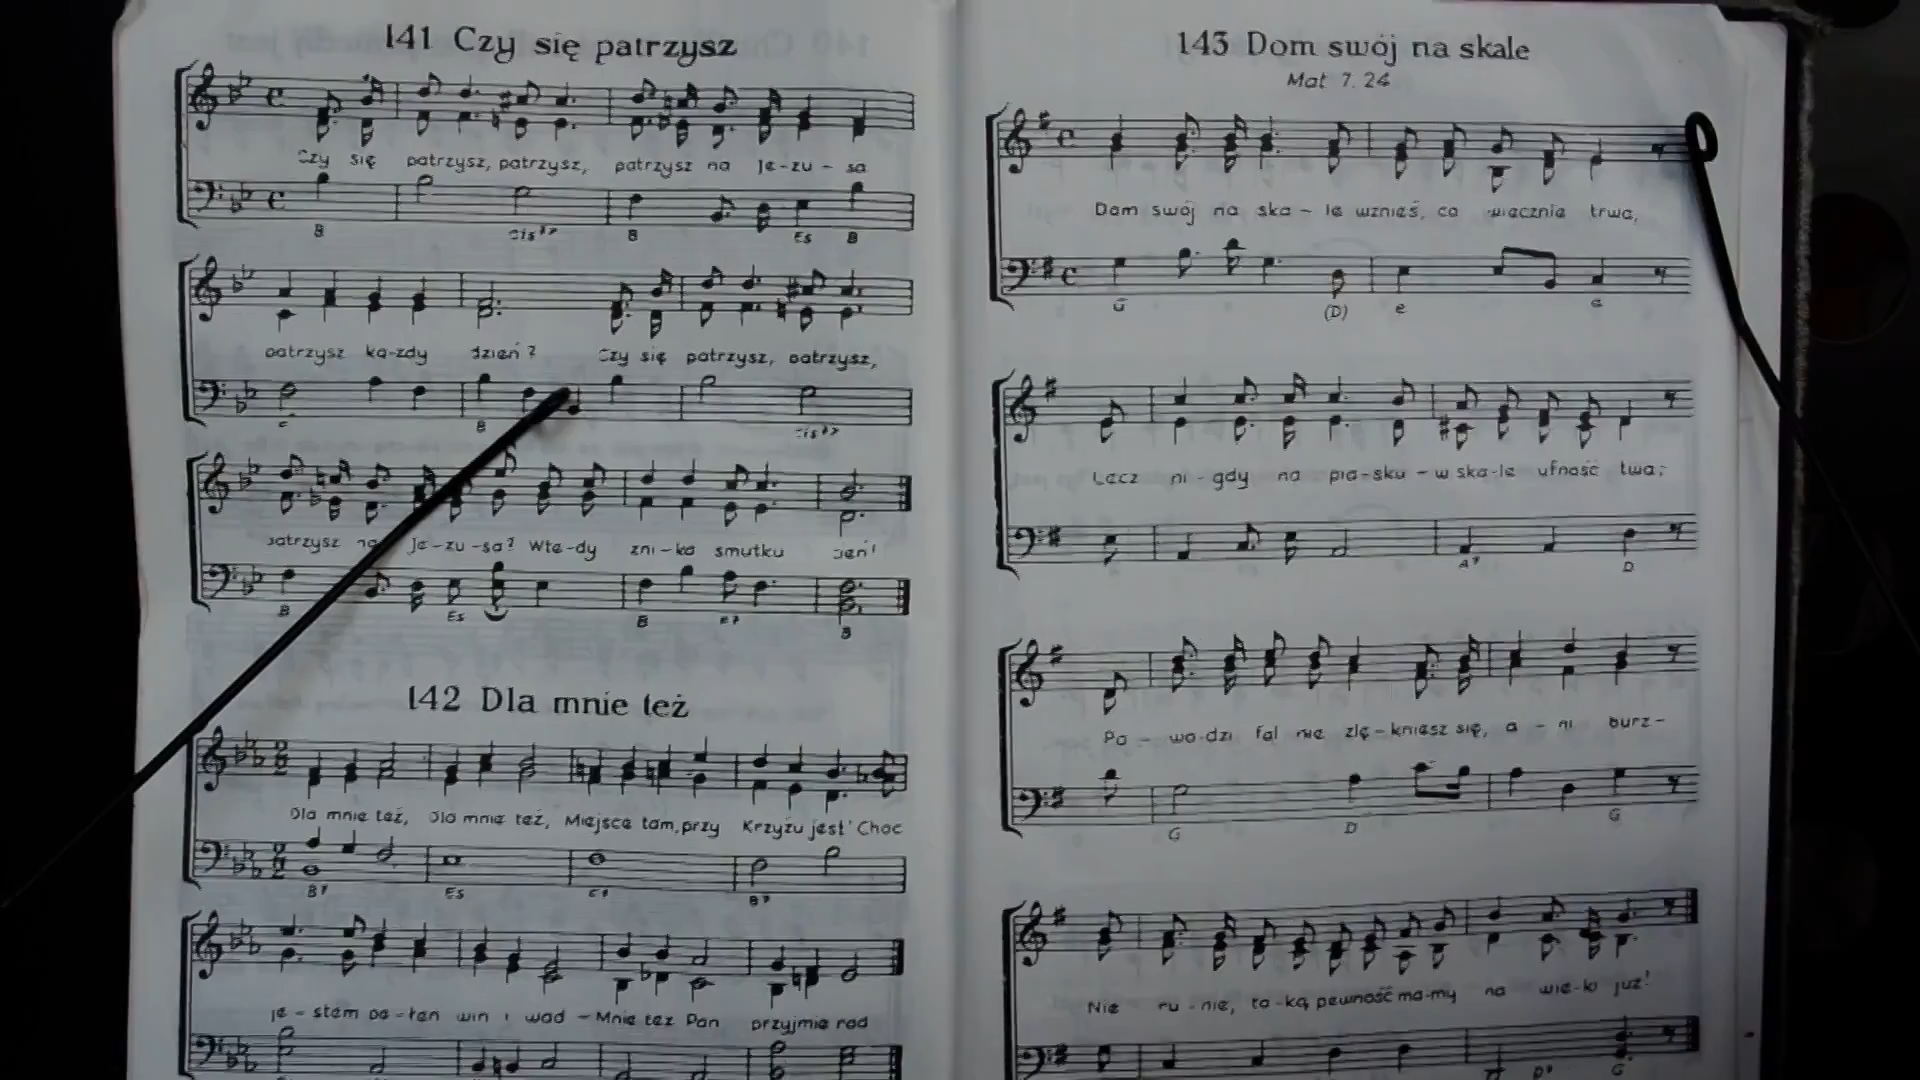 141 Czy się patrzysz
Czy się patrzysz, patrzysz, patrzysz na Je-zu-sa
B B Es B
patrzysz ka-zdy dzień? Czy się patrzysz, patrzysz,
B
patrzysz na Je-zu-sa? Wte-dy zni-ka smutku
B Es B B
142 Dla mnie też
Dla mnie też, Dla mnie też, Miejsce tam, przy Krzyżu jest! Choć
Es
je-stem pe-łen win i wad - Mnie też Pan przyjmie rad
143 Dom swój na skale
Mat 7. 24
Dom swój na ska-le wznieś, co wiecznie trwa,
(D) e
Lecz ni-gdy na pia-sku-w ska-le ufność twa;
A7 D
Po-wo-dzi fal nie zlę-kniesz się, a-ni burz-
G D G
Nie ru-nie, ta-ką pewność ma-my na wie-ki już!
G